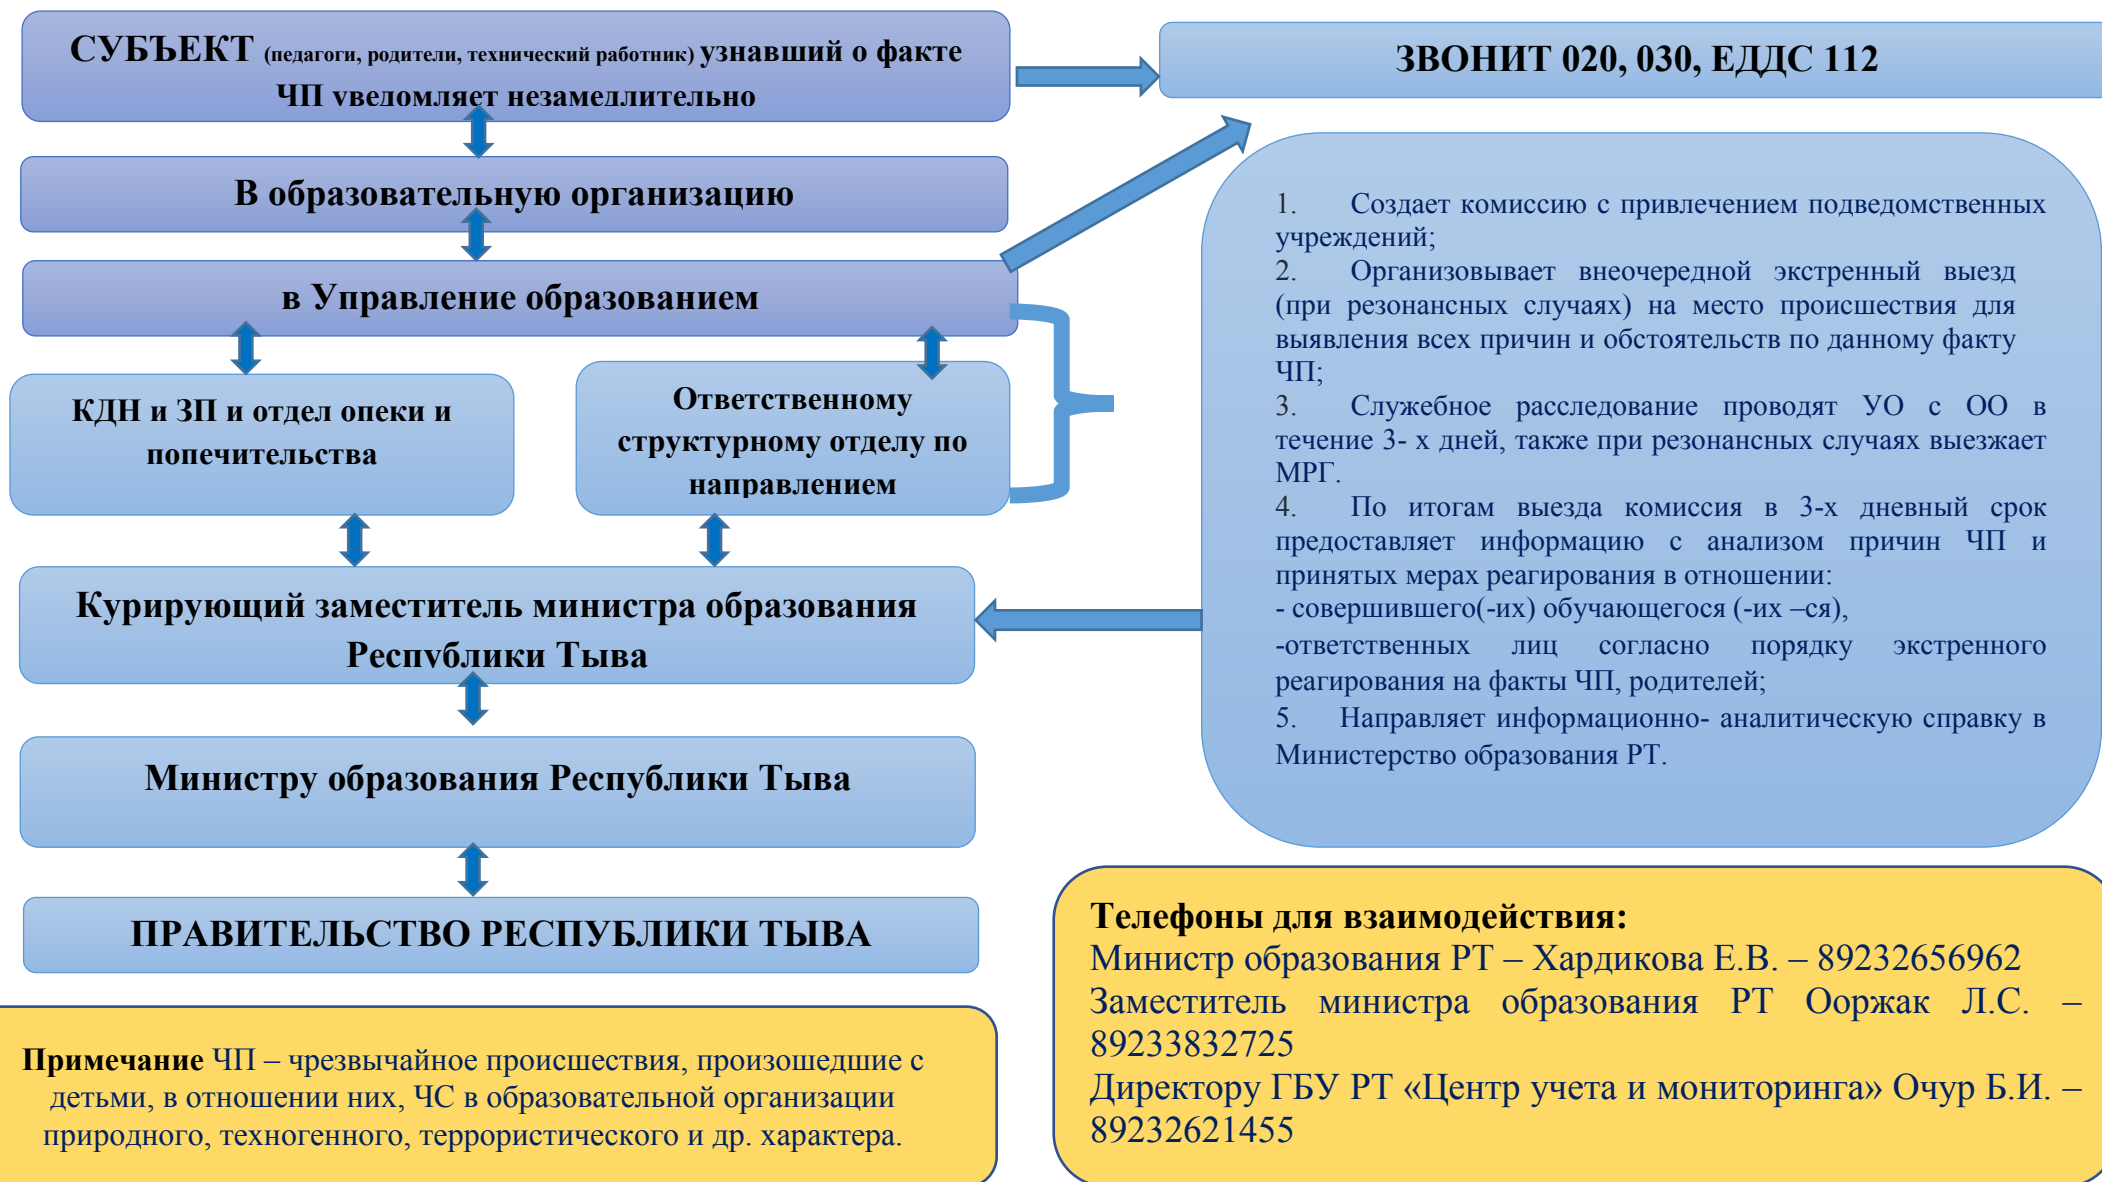 СУБЪЕКТ (педагоги, родители, технический работник) узнавший о факте
ЧП уведомляет незамедлительно
ЗВОНИТ 020, 030, ЕДДС 112
В образовательную организацию
в Управление образованием
КДН и ЗП и отдел опеки и
попечительства
Ответственному
структурному отделу по
направлением
Курирующий заместитель министра образования
Республики Тыва
Министру образования Республики Тыва
ПРАВИТЕЛЬСТВО РЕСПУБЛИКИ ТЫВА
1. Создает комиссию с привлечением подведомственных
учреждений;
2. Организовывает внеочередной экстренный выезд
(при резонансных случаях) на место происшествия для
выявления всех причин и обстоятельств по данному факту
ЧП;
3. Служебное расследование проводят УО с ОО в
течение 3- х дней, также при резонансных случаях выезжает
МРГ.
4. По итогам выезда комиссия в 3-х дневный срок
предоставляет информацию с анализом причин ЧП и
принятых мерах реагирования в отношении:
- совершившего(-их) обучающегося (-их –ся),
-ответственных лиц согласно порядку экстренного
реагирования на факты ЧП, родителей;
5. Направляет информационно- аналитическую справку в
Министерство образования РТ.
Примечание ЧП – чрезвычайное происшествия, произошедшие с
детьми, в отношении них, ЧС в образовательной организации
природного, техногенного, террористического и др. характера.
Телефоны для взаимодействия:
Министр образования РТ – Хардикова Е.В. – 89232656962
Заместитель министра образования РТ Ооржак Л.С. –
89233832725
Директору ГБУ РТ «Центр учета и мониторинга» Очур Б.И. –
89232621455